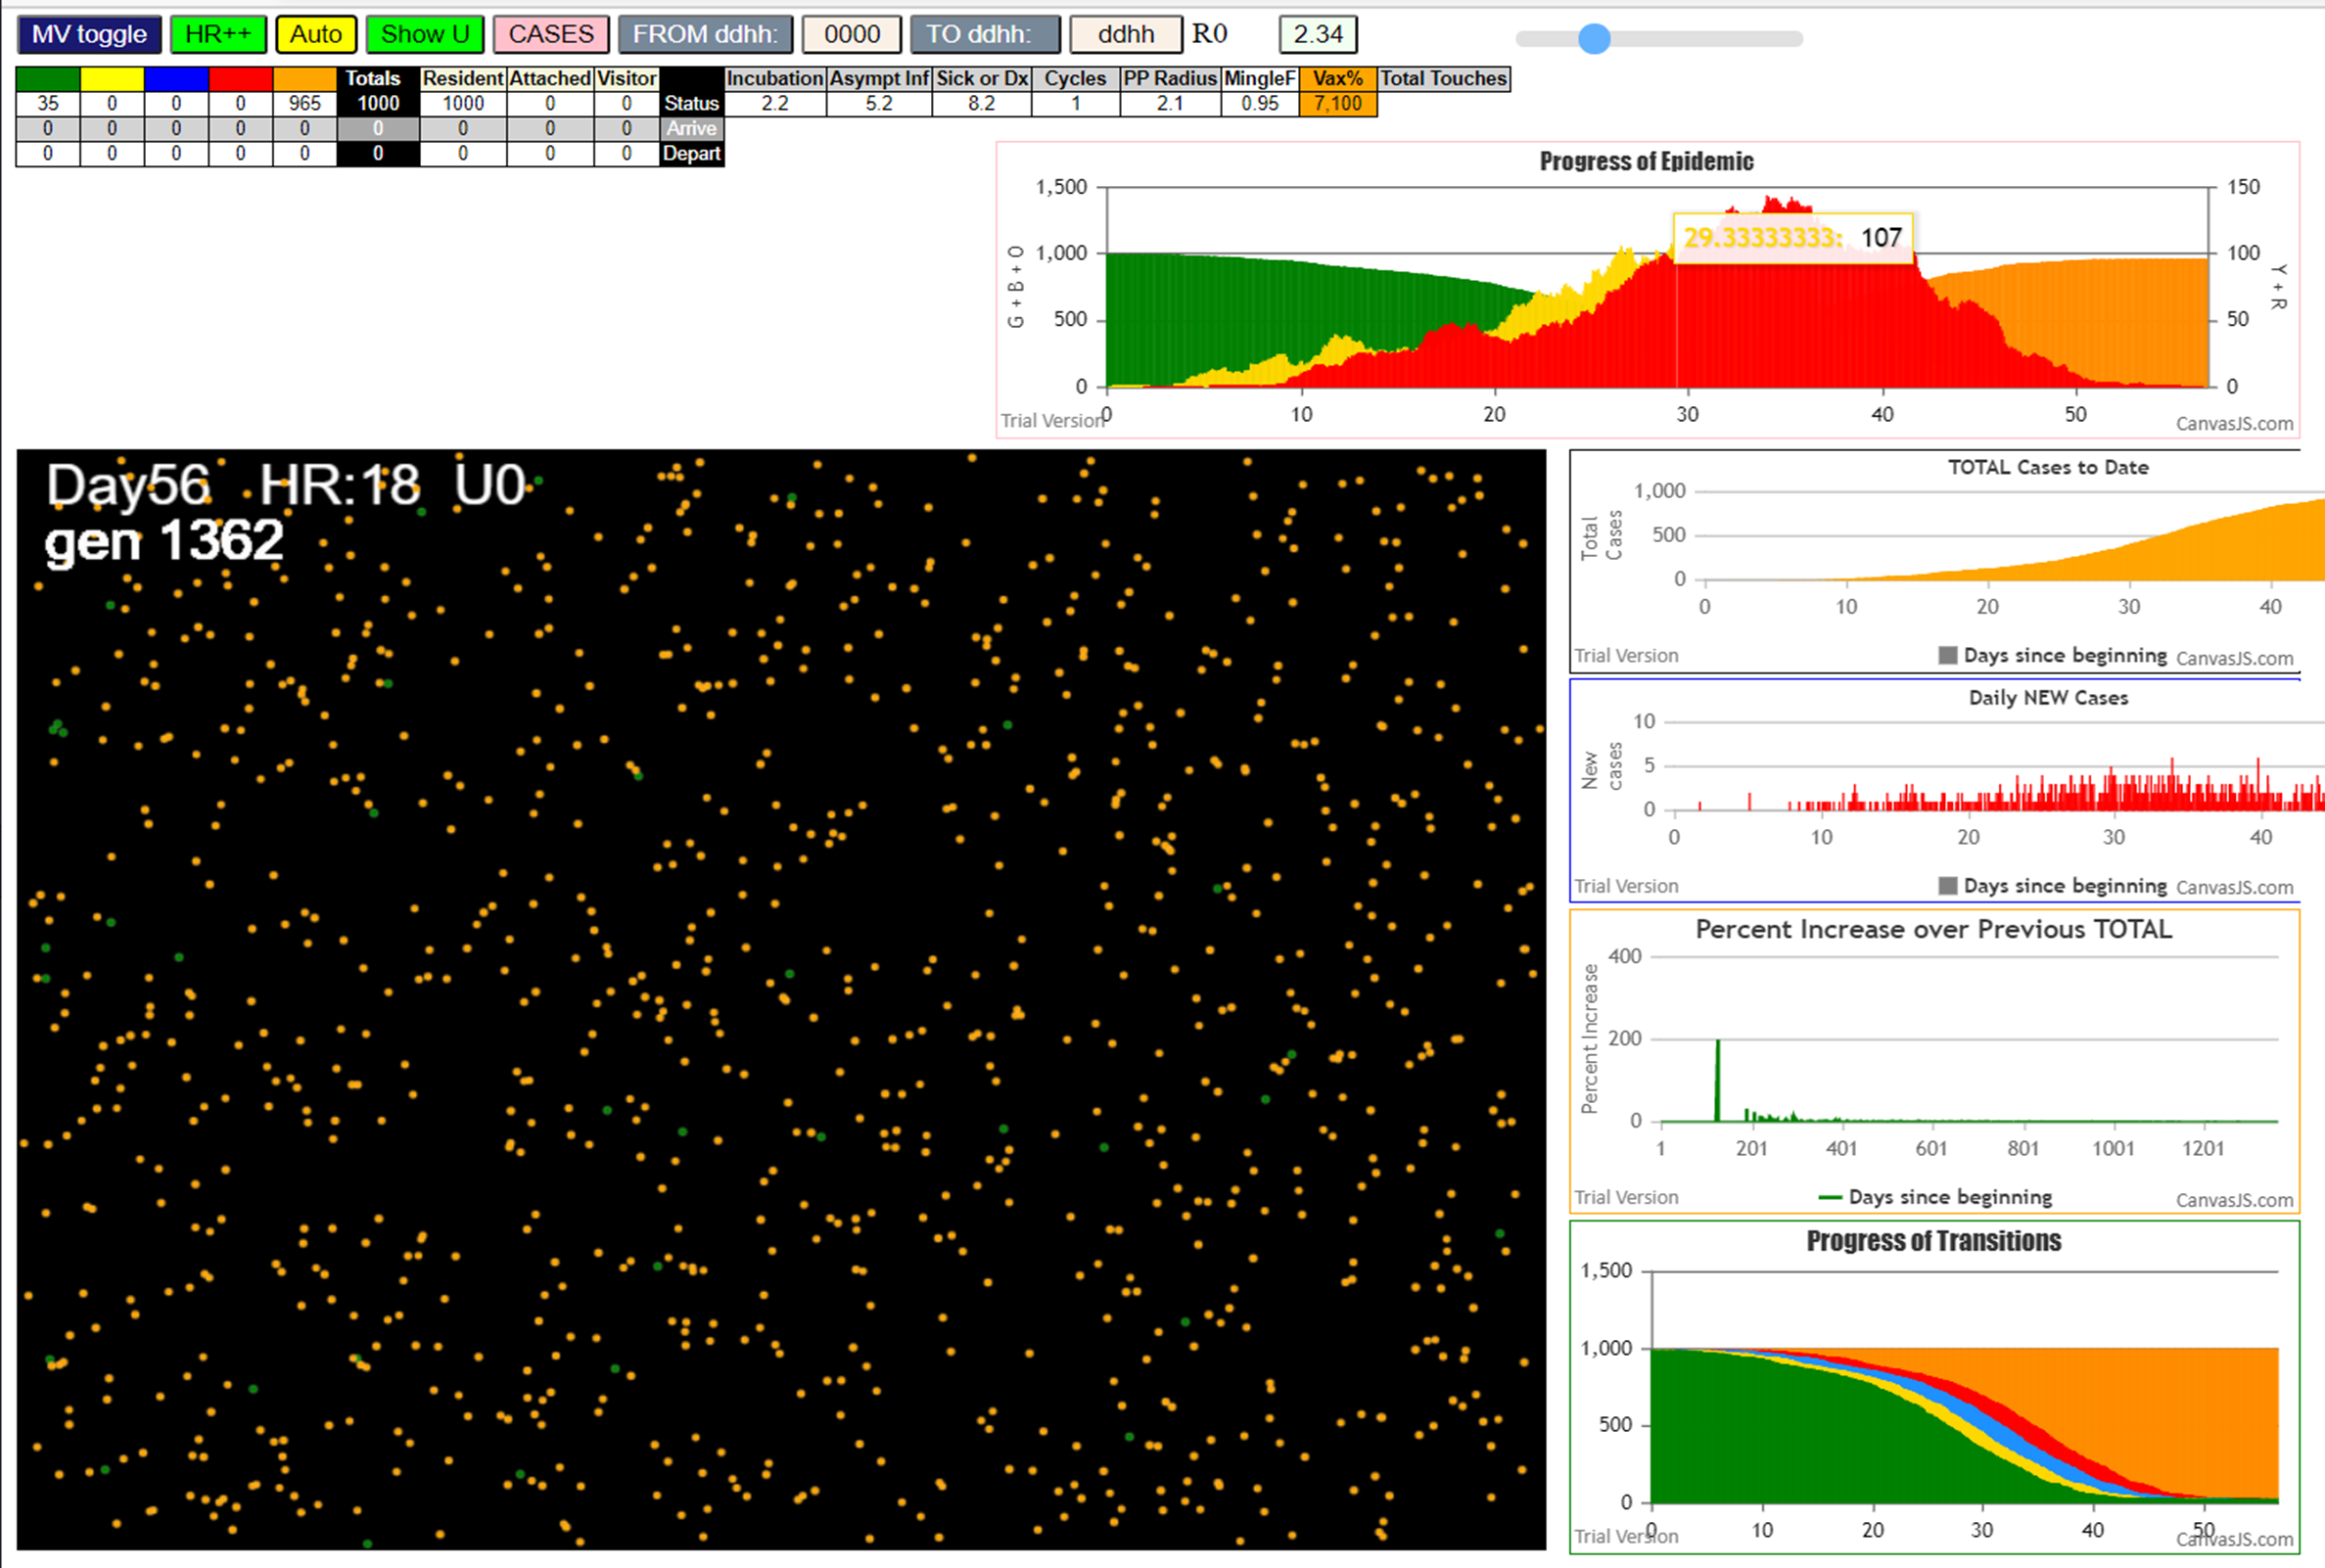 MV toggle HR++ Auto Show U CASES FROM ddhh: 0000 TO ddhh: ddhh R0 2.34
Totals Resident Attached Visitor Incubation Asympt Inf Sick or Dx Cycles PP Radius MingleF Vax% Total Touches
35 0 0 0 965 1000 1000 0 0 Status 2.2 5.2 8.2 1 2.1 0.95 7,100
0 0 0 0 0 0 0 0 0 Arrive
0 0 0 0 0 0 0 0 0 Depart
Progress of Epidemic
1,500 150
29.33333333: 107
1,000 100
500 50
0 0
G + B + O
Y + R
0 10 20 30 40 50
Trial Version CanvasJS.com
Day56 HR:18 U0
gen 1362
TOTAL Cases to Date
1,000
500
0
Total
Cases
0 10 20 30 40
Days since beginning
Trial Version CanvasJS.com
Daily NEW Cases
10
5
0
New
cases
0 10 20 30 40
Days since beginning
Trial Version CanvasJS.com
Percent Increase over Previous TOTAL
400
200
0
Percent Increase
1 201 401 601 801 1001 1201
Days since beginning
Trial Version CanvasJS.com
Progress of Transitions
1,500
1,000
500
0
0 10 20 30 40 50
Trial Version CanvasJS.com